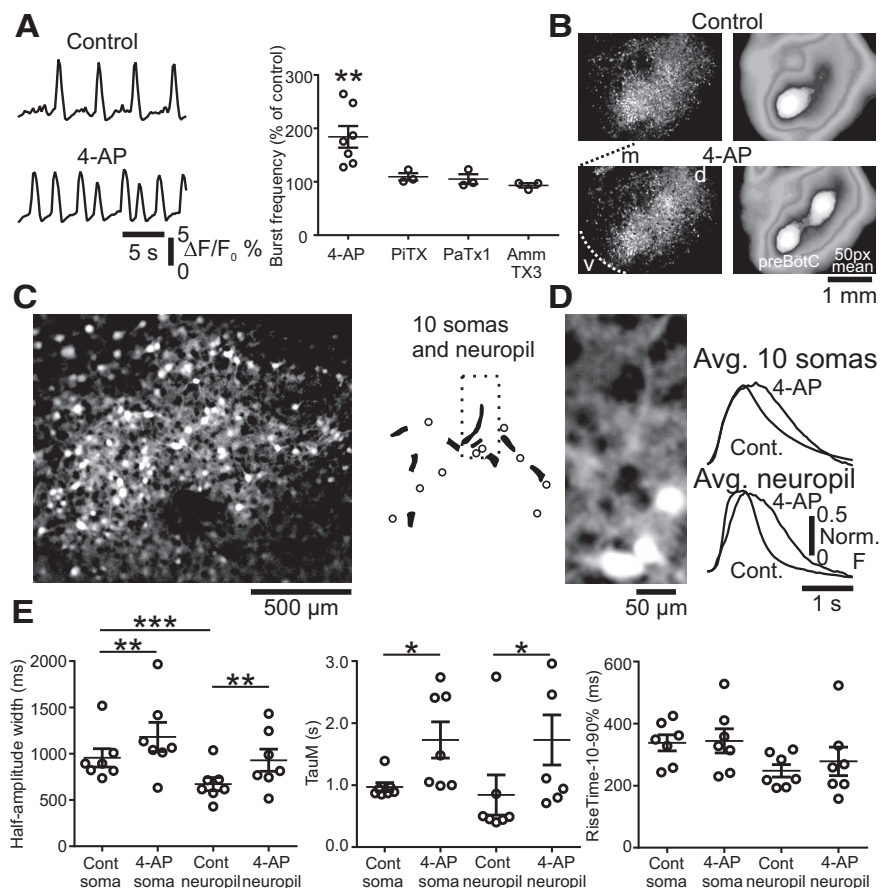 A
Control
4-AP
5 s
5
0
ΔF/F₀ %
Burst frequency (% of control)
300
200
100
0
**
4-AP
PiTX
PaTx1
Amm
TX3
B
Control
m
4-AP
d
v
preBötC
50px
mean
1 mm
C
10 somas
and neuropil
500 µm
D
50 µm
Avg. 10 somas
4-AP
Cont.
Avg. neuropil
4-AP
Cont.
0.5
Norm.
0
F
1 s
E
Half-amplitude width (ms)
2000
1500
1000
500
0
***
**
**
Cont
soma
4-AP
soma
Cont
neuropil
4-AP
neuropil
TauM (s)
3.0
2.0
1.0
0
*
*
Cont
soma
4-AP
soma
Cont
neuropil
4-AP
neuropil
RiseTime-10-90% (ms)
600
400
200
0
Cont
soma
4-AP
soma
Cont
neuropil
4-AP
neuropil